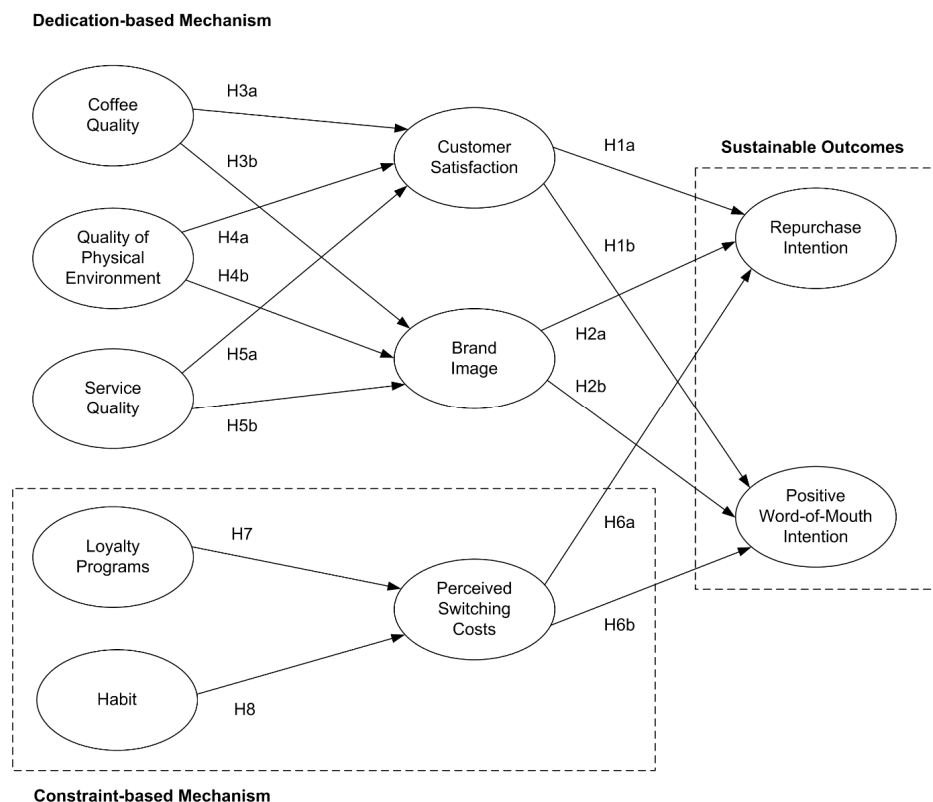 Dedication-based Mechanism
Coffee
Quality
H3a
H3b
Customer
Satisfaction
H1a
Sustainable Outcomes
Quality of
Physical
Environment
H4a
H4b
H1b
Repurchase
Intention
Service
Quality
H5a
H5b
Brand
Image
H2a
H2b
Loyalty
Programs
H7
Perceived
Switching
Costs
H6a
H6b
Positive
Word-of-Mouth
Intention
Habit
H8
Constraint-based Mechanism